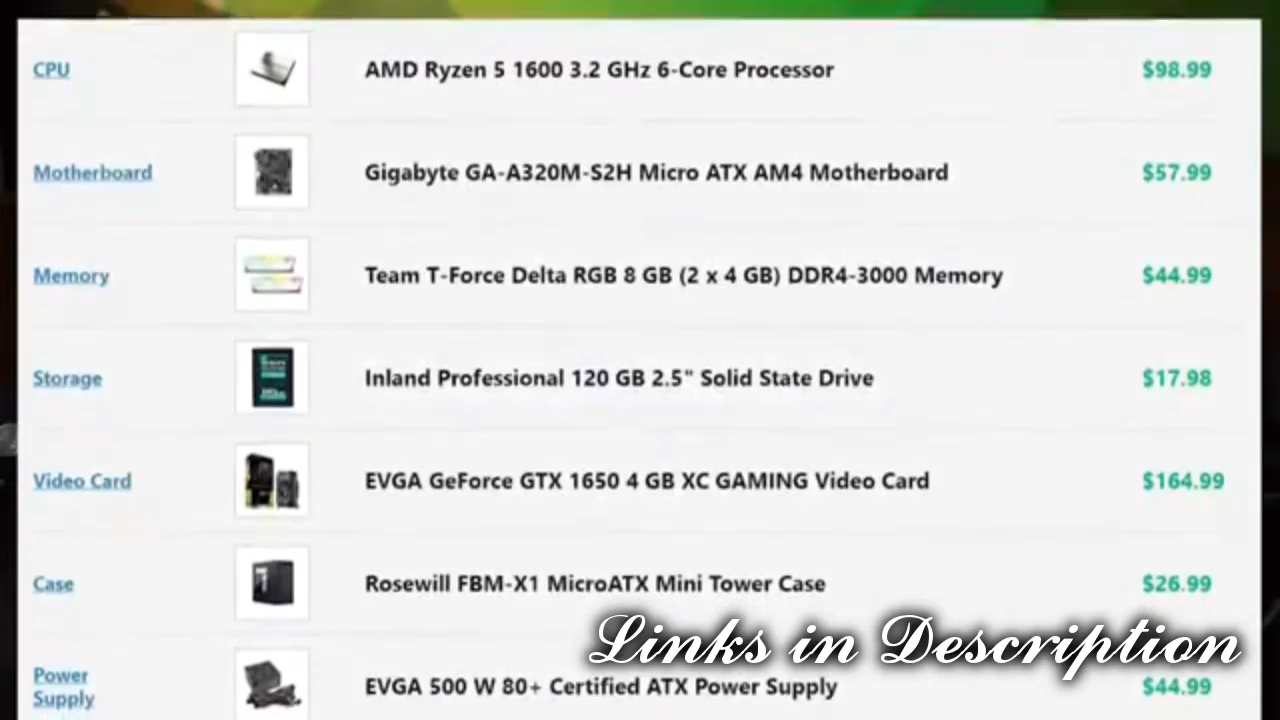 CPU AMD Ryzen 5 1600 3.2 GHz 6-Core Processor $98.99
Motherboard Gigabyte GA-A320M-S2H Micro ATX AM4 Motherboard $57.99
Memory Team T-Force Delta RGB 8 GB (2 x 4 GB) DDR4-3000 Memory $44.99
Storage Inland Professional 120 GB 2.5" Solid State Drive $17.98
Video Card EVGA GeForce GTX 1650 4 GB XC GAMING Video Card $164.99
Case Rosewill FBM-X1 MicroATX Mini Tower Case $26.99
Links in Description
Power
Supply EVGA 500 W 80+ Certified ATX Power Supply $44.99